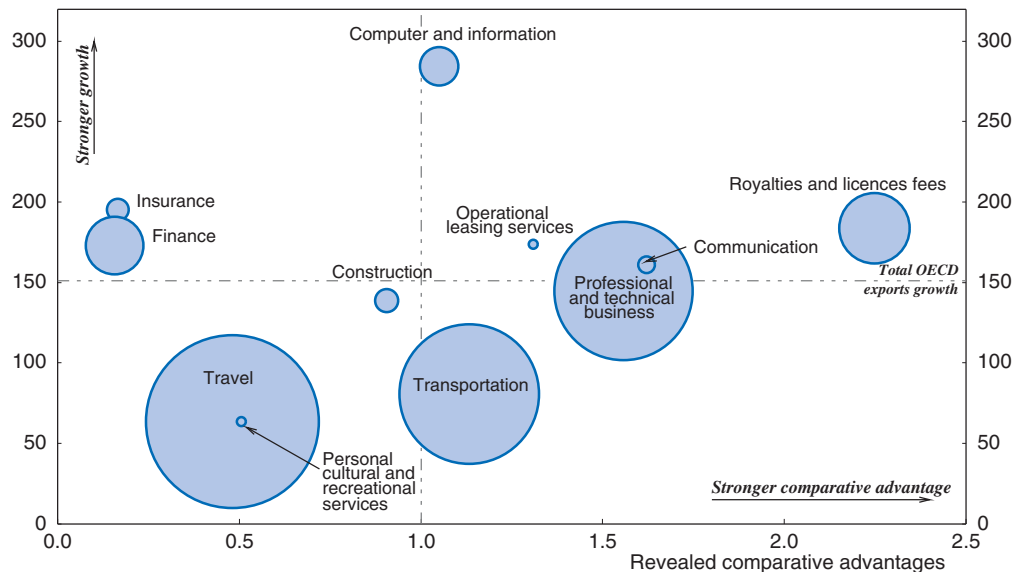 300
250
200
150
100
50
0
Stronger growth
Computer and information
Insurance
Finance
Operational
leasing services
Construction
Royalties and licences fees
Communication
Professional
and technical
business
Total OECD
exports growth
Travel
Transportation
Personal
cultural and
recreational
services
Stronger comparative advantage
300
250
200
150
100
50
0
0.0 0.5 1.0 1.5 2.0 2.5
Revealed comparative advantages